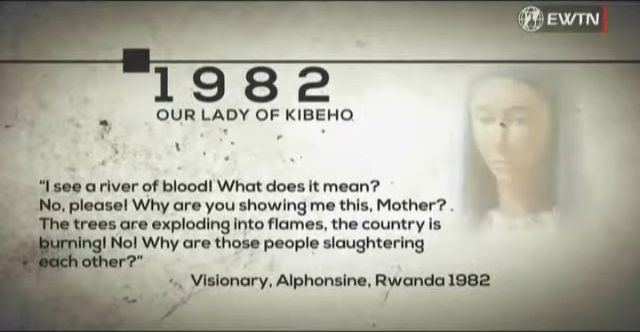 EWTN
1982
OUR LADY OF KIBEHO
"I see a river of blood! What does it mean?
No, please! Why are you showing me this, Mother?
The trees are exploding into flames, the country is
burning! No! Why are those people slaughtering
each other?"
Visionary, Alphonsine, Rwanda 1982